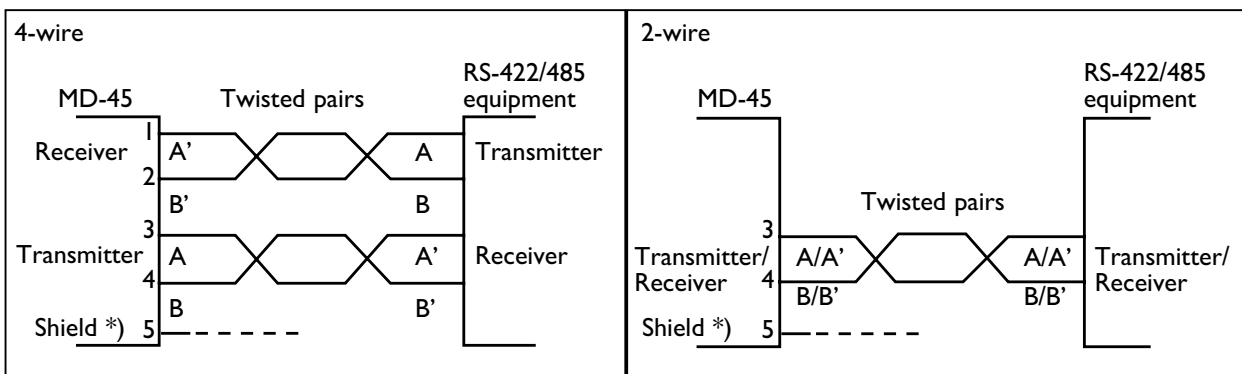 4-wire
RS-422/485
equipment
MD-45
Twisted pairs
1
Receiver
A'
A
Transmitter
2
B'
B
3
Transmitter
A
A'
Receiver
4
B
B'
Shield *)
5
2-wire
RS-422/485
equipment
MD-45
Twisted pairs
3
Transmitter/
Receiver
A/A'
A/A'
Transmitter/
Receiver
4
B/B'
B/B'
Shield *)
5